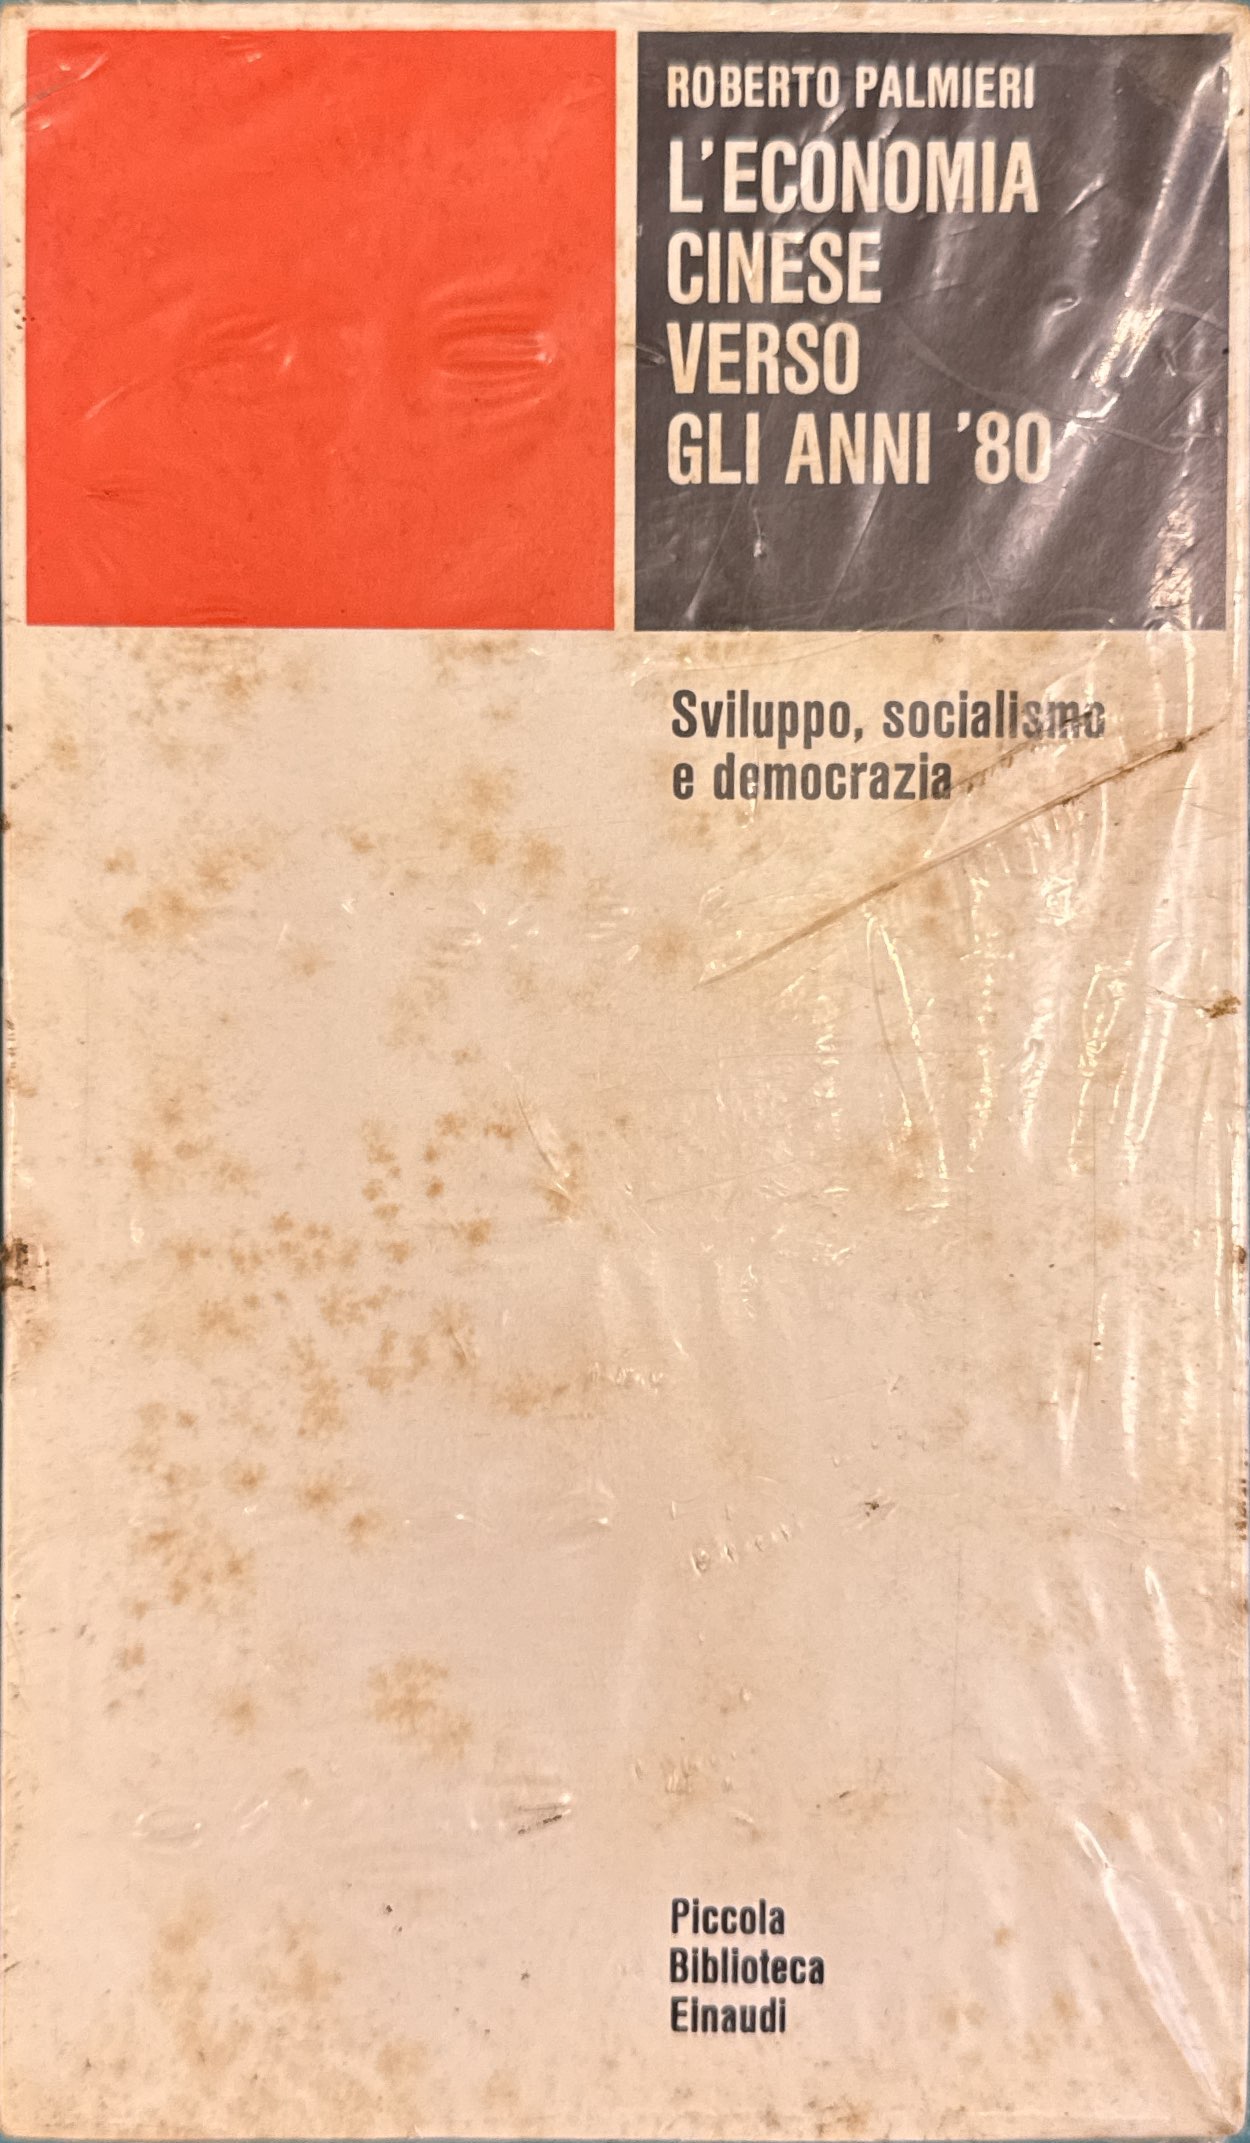 ROBERTO PALMIERI
L'ECONOMIA
CINESE
VERSO
GLI ANNI '80
Sviluppo, socialismo
e democrazia
Piccola
Biblioteca
Einaudi